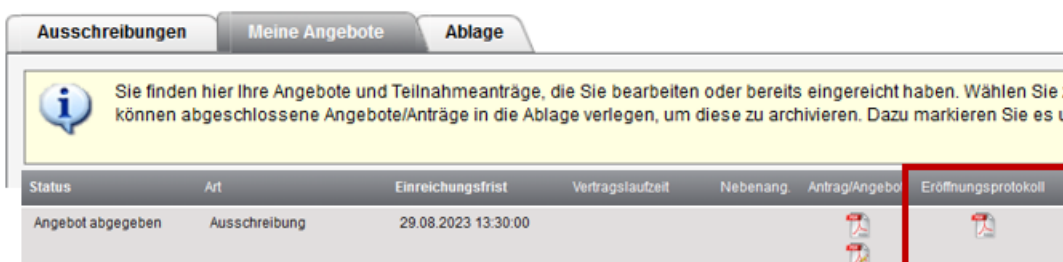 Ausschreibungen Meine Angebote Ablage
Sie finden hier Ihre Angebote und Teilnahmeanträge, die Sie bearbeiten oder bereits eingereicht haben. Wählen Sie
können abgeschlossene Angebote/Anträge in die Ablage verlegen, um diese zu archivieren. Dazu markieren Sie es
Status Art Einreichungsfrist Vertragslaufzeit Nebenang. Antrag/Angebot Eröffnungsprotokoll
Angebot abgegeben Ausschreibung 29.08.2023 13:30:00